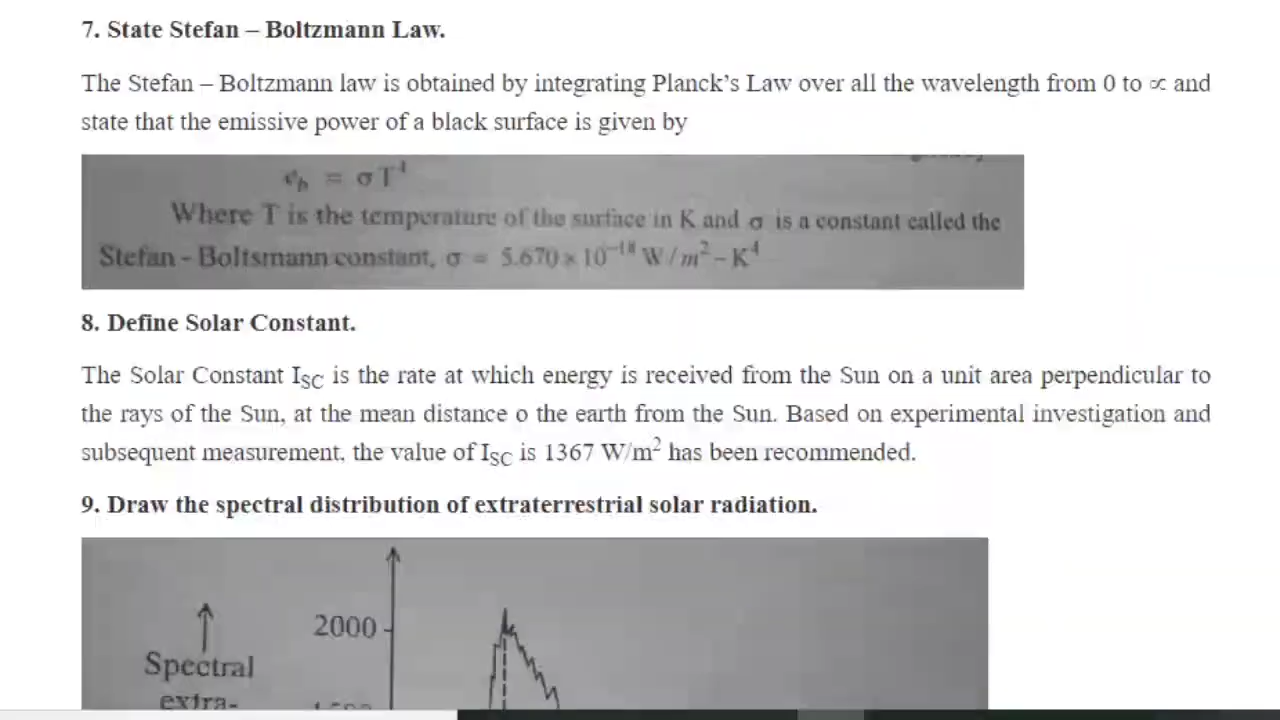 7. State Stefan – Boltzmann Law.
The Stefan – Boltzmann law is obtained by integrating Planck's Law over all the wavelength from 0 to ∝ and
state that the emissive power of a black surface is given by
e_b = σT⁴
Where T is the temperature of the surface in K and σ is a constant called the
Stefan - Boltsmann constant, σ = 5.670 × 10⁻¹⁸ W/m² – K⁴
8. Define Solar Constant.
The Solar Constant I_SC is the rate at which energy is received from the Sun on a unit area perpendicular to
the rays of the Sun, at the mean distance o the earth from the Sun. Based on experimental investigation and
subsequent measurement, the value of I_SC is 1367 W/m² has been recommended.
9. Draw the spectral distribution of extraterrestrial solar radiation.
2000
Spectral
extra-